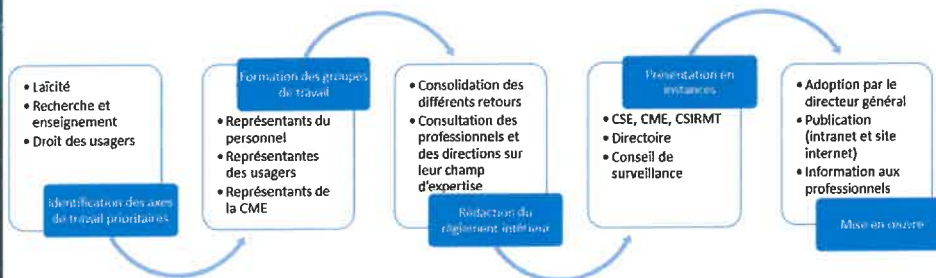 • Laïcité
• Recherche et
enseignement
• Droit des usagers
Identification des axes
de travail prioritaires
Formation des groupes
de travail
• Représentants du
personnel
• Représentantes
des usagers
• Représentants de
la CME
• Consolidation des
différents retours
• Consultation des
professionnels et
des directions sur
leur champ
d'expertise
Rédaction du
règlement intérieur
Présentation en
instances
• CSE, CME, CSIRMT
• Directoire
• Conseil de
surveillance
• Adoption par le
directeur général
• Publication
(intranet et site
internet)
• Information aux
professionnels
Mise en œuvre